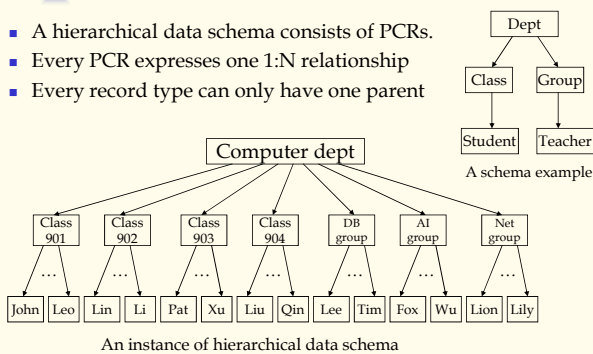 A hierarchical data schema consists of PCRs.
Every PCR expresses one 1:N relationship
Every record type can only have one parent
Dept
Class Group
Student Teacher
A schema example
Computer dept
Class Class Class Class DB AI Net
901 902 903 904 group group group
... ... ... ... ... ... ...
John Leo Lin Li Pat Xu Liu Qin Lee Tim Fox Wu Lion Lily
An instance of hierarchical data schema